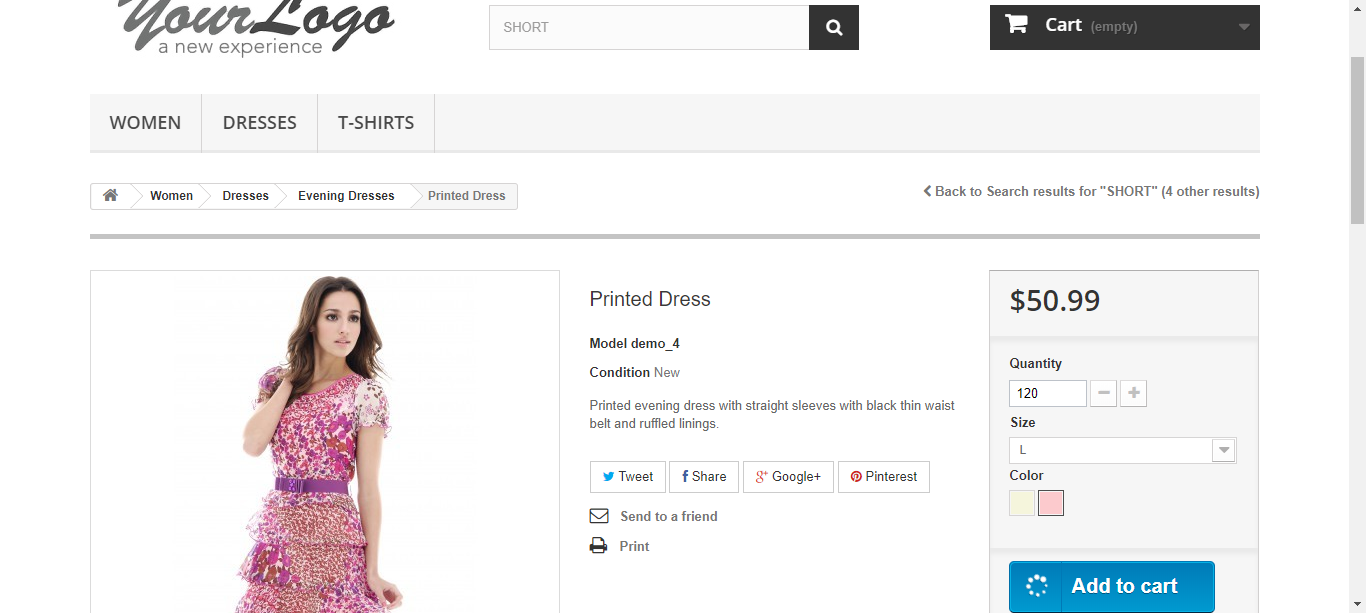 YourLogo
a new experience
SHORT
Cart (empty)
WOMEN DRESSES T-SHIRTS
Women Dresses Evening Dresses Printed Dress
Back to Search results for "SHORT" (4 other results)
Printed Dress
Model demo_4
Condition New
Printed evening dress with straight sleeves with black thin waist
belt and ruffled linings.
Tweet Share Google+ Pinterest
Send to a friend
Print
$50.99
Quantity
120
Size
L
Color
Add to cart